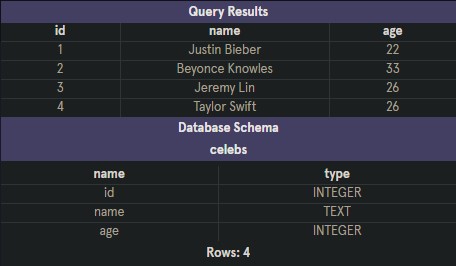 Query Results
id name age
1 Justin Bieber 22
2 Beyonce Knowles 33
3 Jeremy Lin 26
4 Taylor Swift 26
Database Schema
celebs
name type
id INTEGER
name TEXT
age INTEGER
Rows: 4